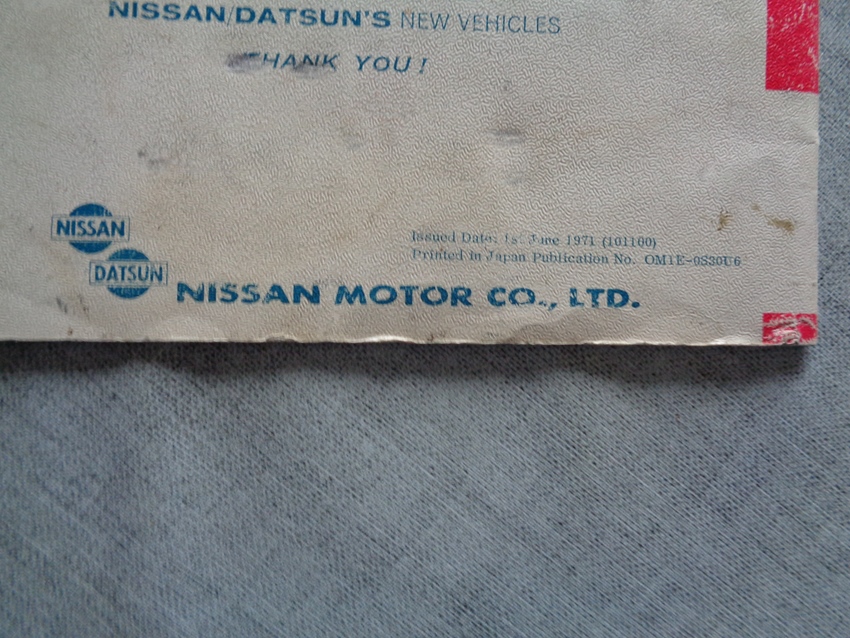 NISSAN/DATSUN'S NEW VEHICLES
THANK YOU!
NISSAN
DATSUN
Issued Date: 1st June 1971 (101100)
Printed in Japan Publication No. OM1E-0S30U6
NISSAN MOTOR CO., LTD.